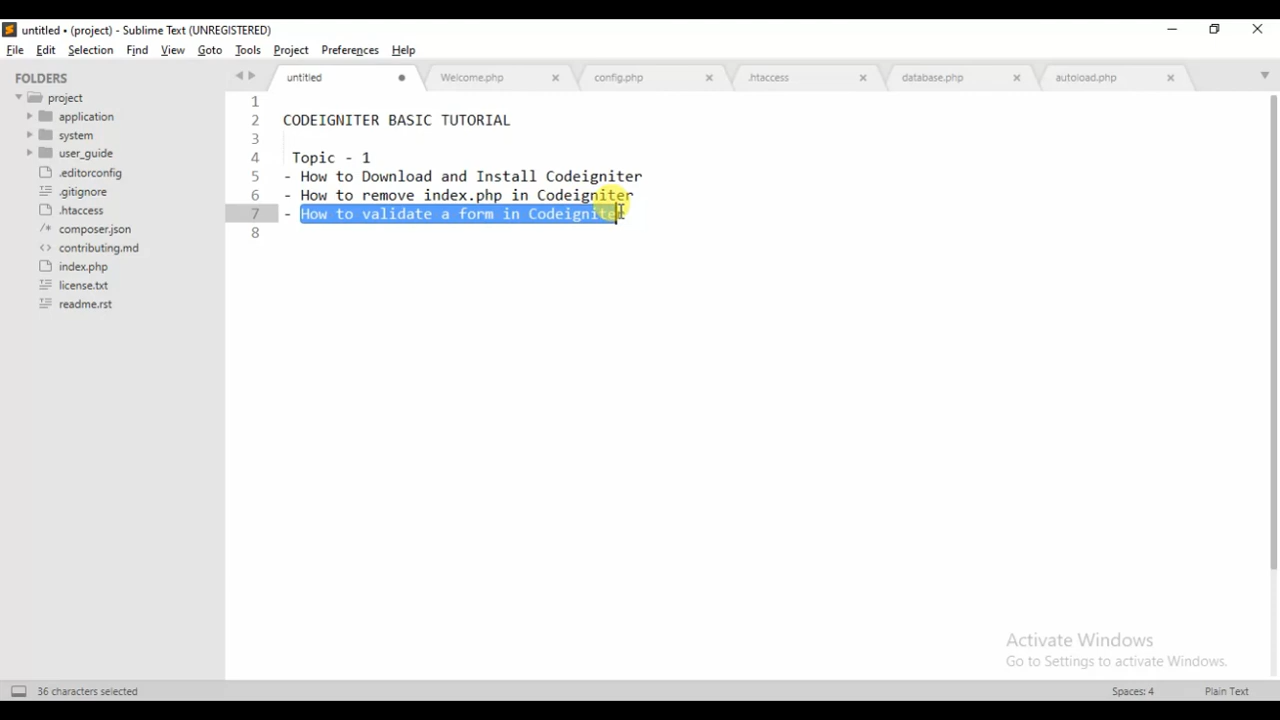 untitled • (project) - Sublime Text (UNREGISTERED)
File Edit Selection Find View Goto Tools Project Preferences Help
FOLDERS
project
application
system
user_guide
.editorconfig
.gitignore
.htaccess
composer.json
contributing.md
index.php
license.txt
readme.rst
untitled Welcome.php config.php .htaccess database.php autoload.php
1
2 CODEIGNITER BASIC TUTORIAL
3
4 Topic - 1
5 - How to Download and Install Codeigniter
6 - How to remove index.php in Codeigniter
7 - How to validate a form in Codeigniter
8
Activate Windows
Go to Settings to activate Windows.
36 characters selected Spaces: 4 Plain Text